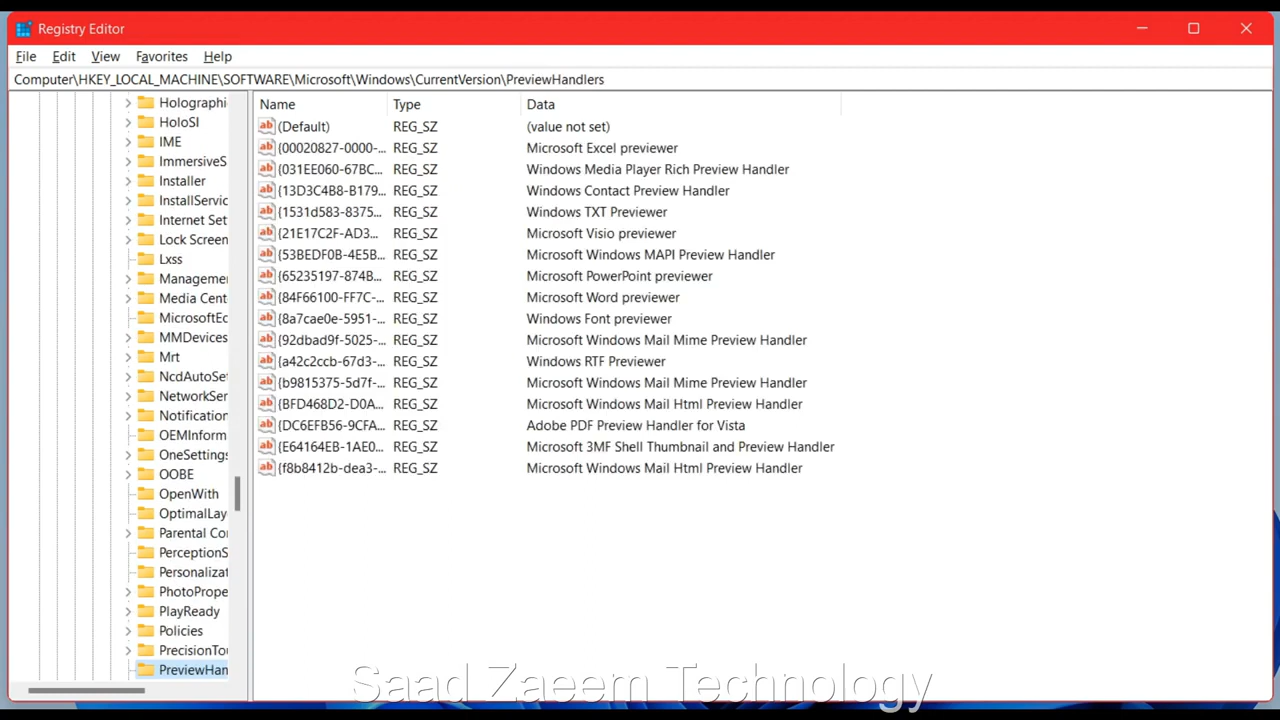 Registry Editor
File Edit View Favorites Help
Computer\HKEY_LOCAL_MACHINE\SOFTWARE\Microsoft\Windows\CurrentVersion\PreviewHandlers
Holographi
HoloSI
IME
ImmersiveS
Installer
InstallServic
Internet Set
Lock Screen
Lxss
Manageme
Media Cent
MicrosoftEc
MMDevices
Mrt
NcdAutoSet
NetworkSer
Notification
OEMInform
OneSettings
OOBE
OpenWith
OptimalLay
Parental Co
PerceptionS
Personalizat
PhotoPrope
PlayReady
Policies
PrecisionTou
PreviewHan
Name Type Data
(Default) REG_SZ (value not set)
{00020827-0000-... REG_SZ Microsoft Excel previewer
{031EE060-67BC... REG_SZ Windows Media Player Rich Preview Handler
{13D3C4B8-B179... REG_SZ Windows Contact Preview Handler
{1531d583-8375... REG_SZ Windows TXT Previewer
{21E17C2F-AD3... REG_SZ Microsoft Visio previewer
{53BEDF0B-4E5B... REG_SZ Microsoft Windows MAPI Preview Handler
{65235197-874B... REG_SZ Microsoft PowerPoint previewer
{84F66100-FF7C-... REG_SZ Microsoft Word previewer
{8a7cae0e-5951-... REG_SZ Windows Font previewer
{92dbad9f-5025-... REG_SZ Microsoft Windows Mail Mime Preview Handler
{a42c2ccb-67d3-... REG_SZ Windows RTF Previewer
{b9815375-5d7f-... REG_SZ Microsoft Windows Mail Mime Preview Handler
{BFD468D2-D0A... REG_SZ Microsoft Windows Mail Html Preview Handler
{DC6EFB56-9CFA... REG_SZ Adobe PDF Preview Handler for Vista
{E64164EB-1AE0... REG_SZ Microsoft 3MF Shell Thumbnail and Preview Handler
{f8b8412b-dea3-... REG_SZ Microsoft Windows Mail Html Preview Handler
Saad Zaeem Technology